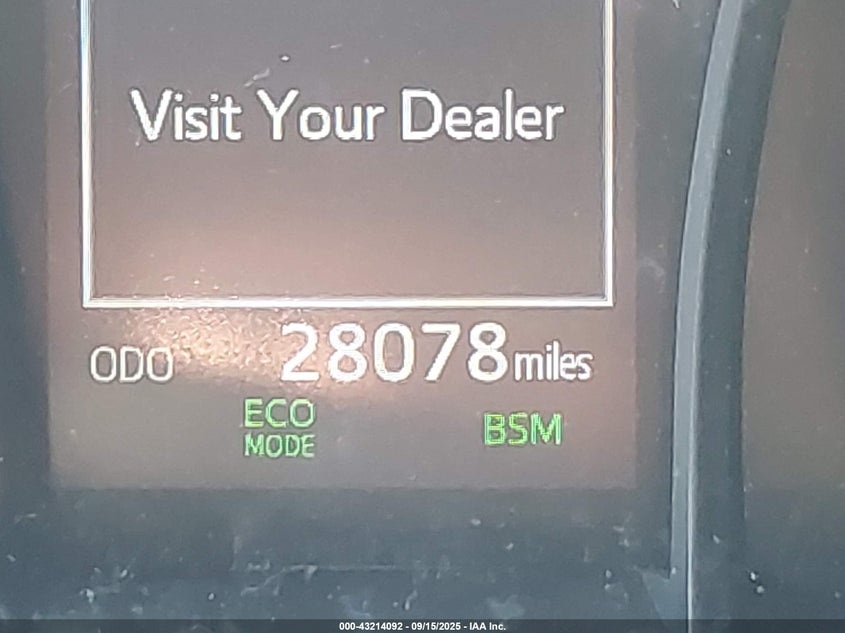 Visit Your Dealer
ODO 28078 miles
ECO BSM
MODE
000-43214092 - 09/15/2025 - IAA Inc.